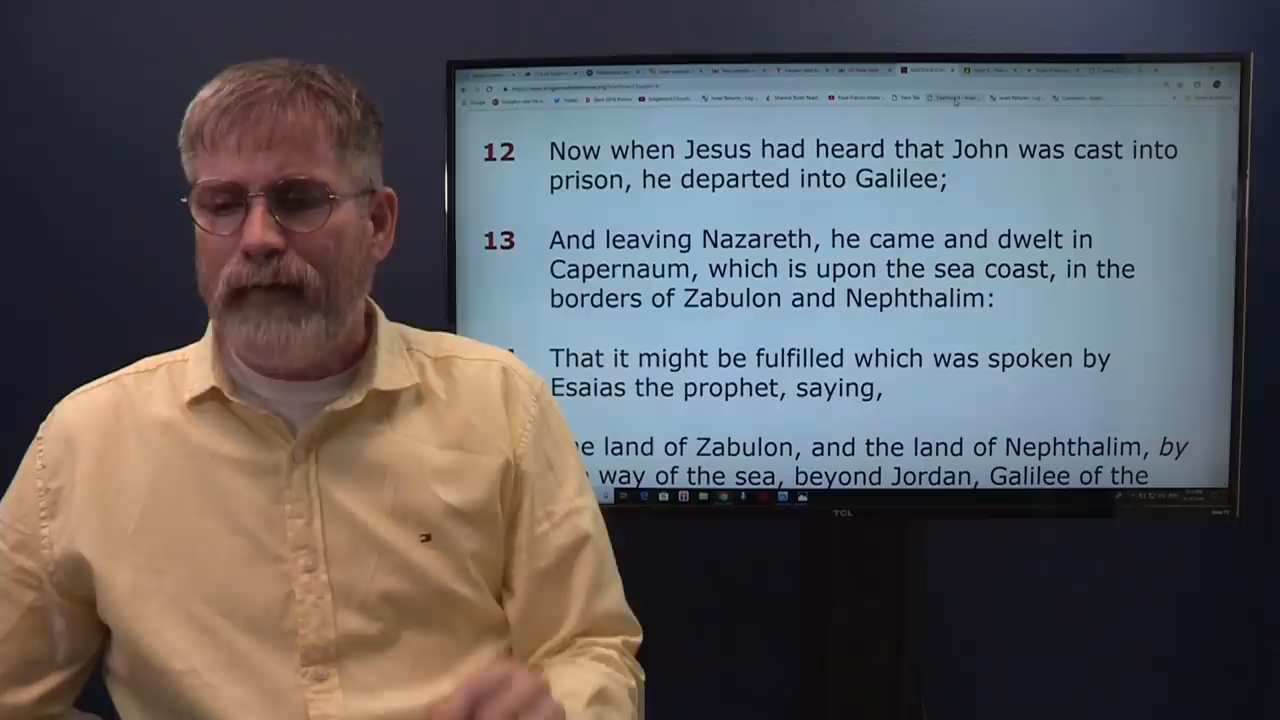 12 Now when Jesus had heard that John was cast into
prison, he departed into Galilee;
13 And leaving Nazareth, he came and dwelt in
Capernaum, which is upon the sea coast, in the
borders of Zabulon and Nephthalim:
That it might be fulfilled which was spoken by
Esaias the prophet, saying,
land of Zabulon, and the land of Nephthalim, by
way of the sea, beyond Jordan, Galilee of the
TCL